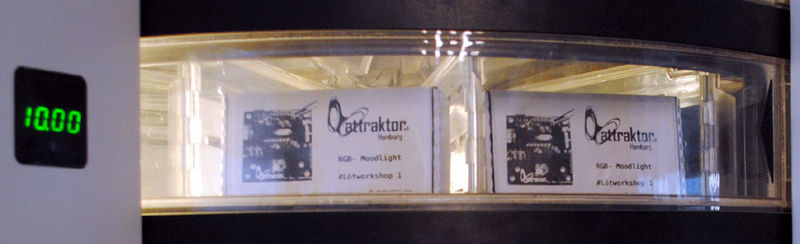 10.00
attraktor e.V.
Hamburg
RGB- Moodlight
#Lötworkshop 1
attraktor e.V.
Hamburg
RGB- Moodlight
#Lötworkshop 1